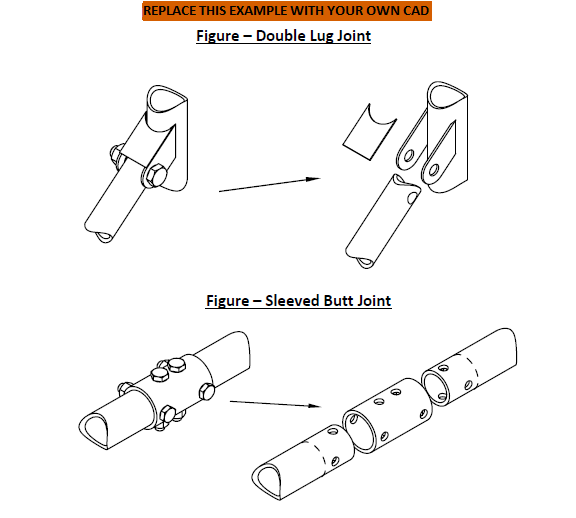 REPLACE THIS EXAMPLE WITH YOUR OWN CAD
Figure – Double Lug Joint
Figure – Sleeved Butt Joint